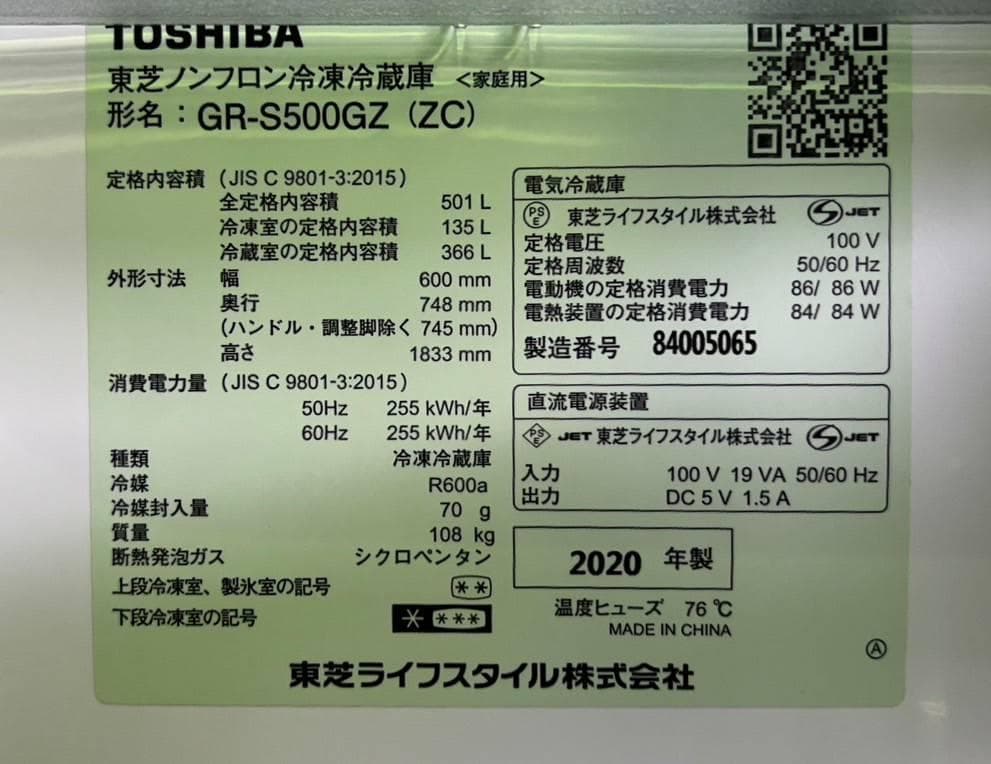 TOSHIBA
東芝ノンフロン冷凍冷蔵庫 <家庭用>
形名：GR-S500GZ (ZC)
定格内容積 (JIS C 9801-3:2015)
全定格内容積 501 L
冷凍室の定格内容積 135 L
冷蔵室の定格内容積 366 L
外形寸法 幅 600 mm
奥行 748 mm
(ハンドル・調整脚除く 745 mm)
高さ 1833 mm
消費電力量 (JIS C 9801-3:2015)
50Hz 255 kWh/年
60Hz 255 kWh/年
種類 冷凍冷蔵庫
冷媒 R600a
冷媒封入量 70 g
質量 108 kg
断熱発泡ガス シクロペンタン
上段冷凍室、製氷室の記号 **
下段冷凍室の記号 * ***
電気冷蔵庫
PSE 東芝ライフスタイル株式会社 S JET
定格電圧 100 V
定格周波数 50/60 Hz
電動機の定格消費電力 86/ 86 W
電熱装置の定格消費電力 84/ 84 W
製造番号 84005065
直流電源装置
PSE JET 東芝ライフスタイル株式会社 S JET
入力 100 V 19 VA 50/60 Hz
出力 DC 5 V 1.5 A
2020 年製
温度ヒューズ 76 ℃
MADE IN CHINA
A
東芝ライフスタイル株式会社